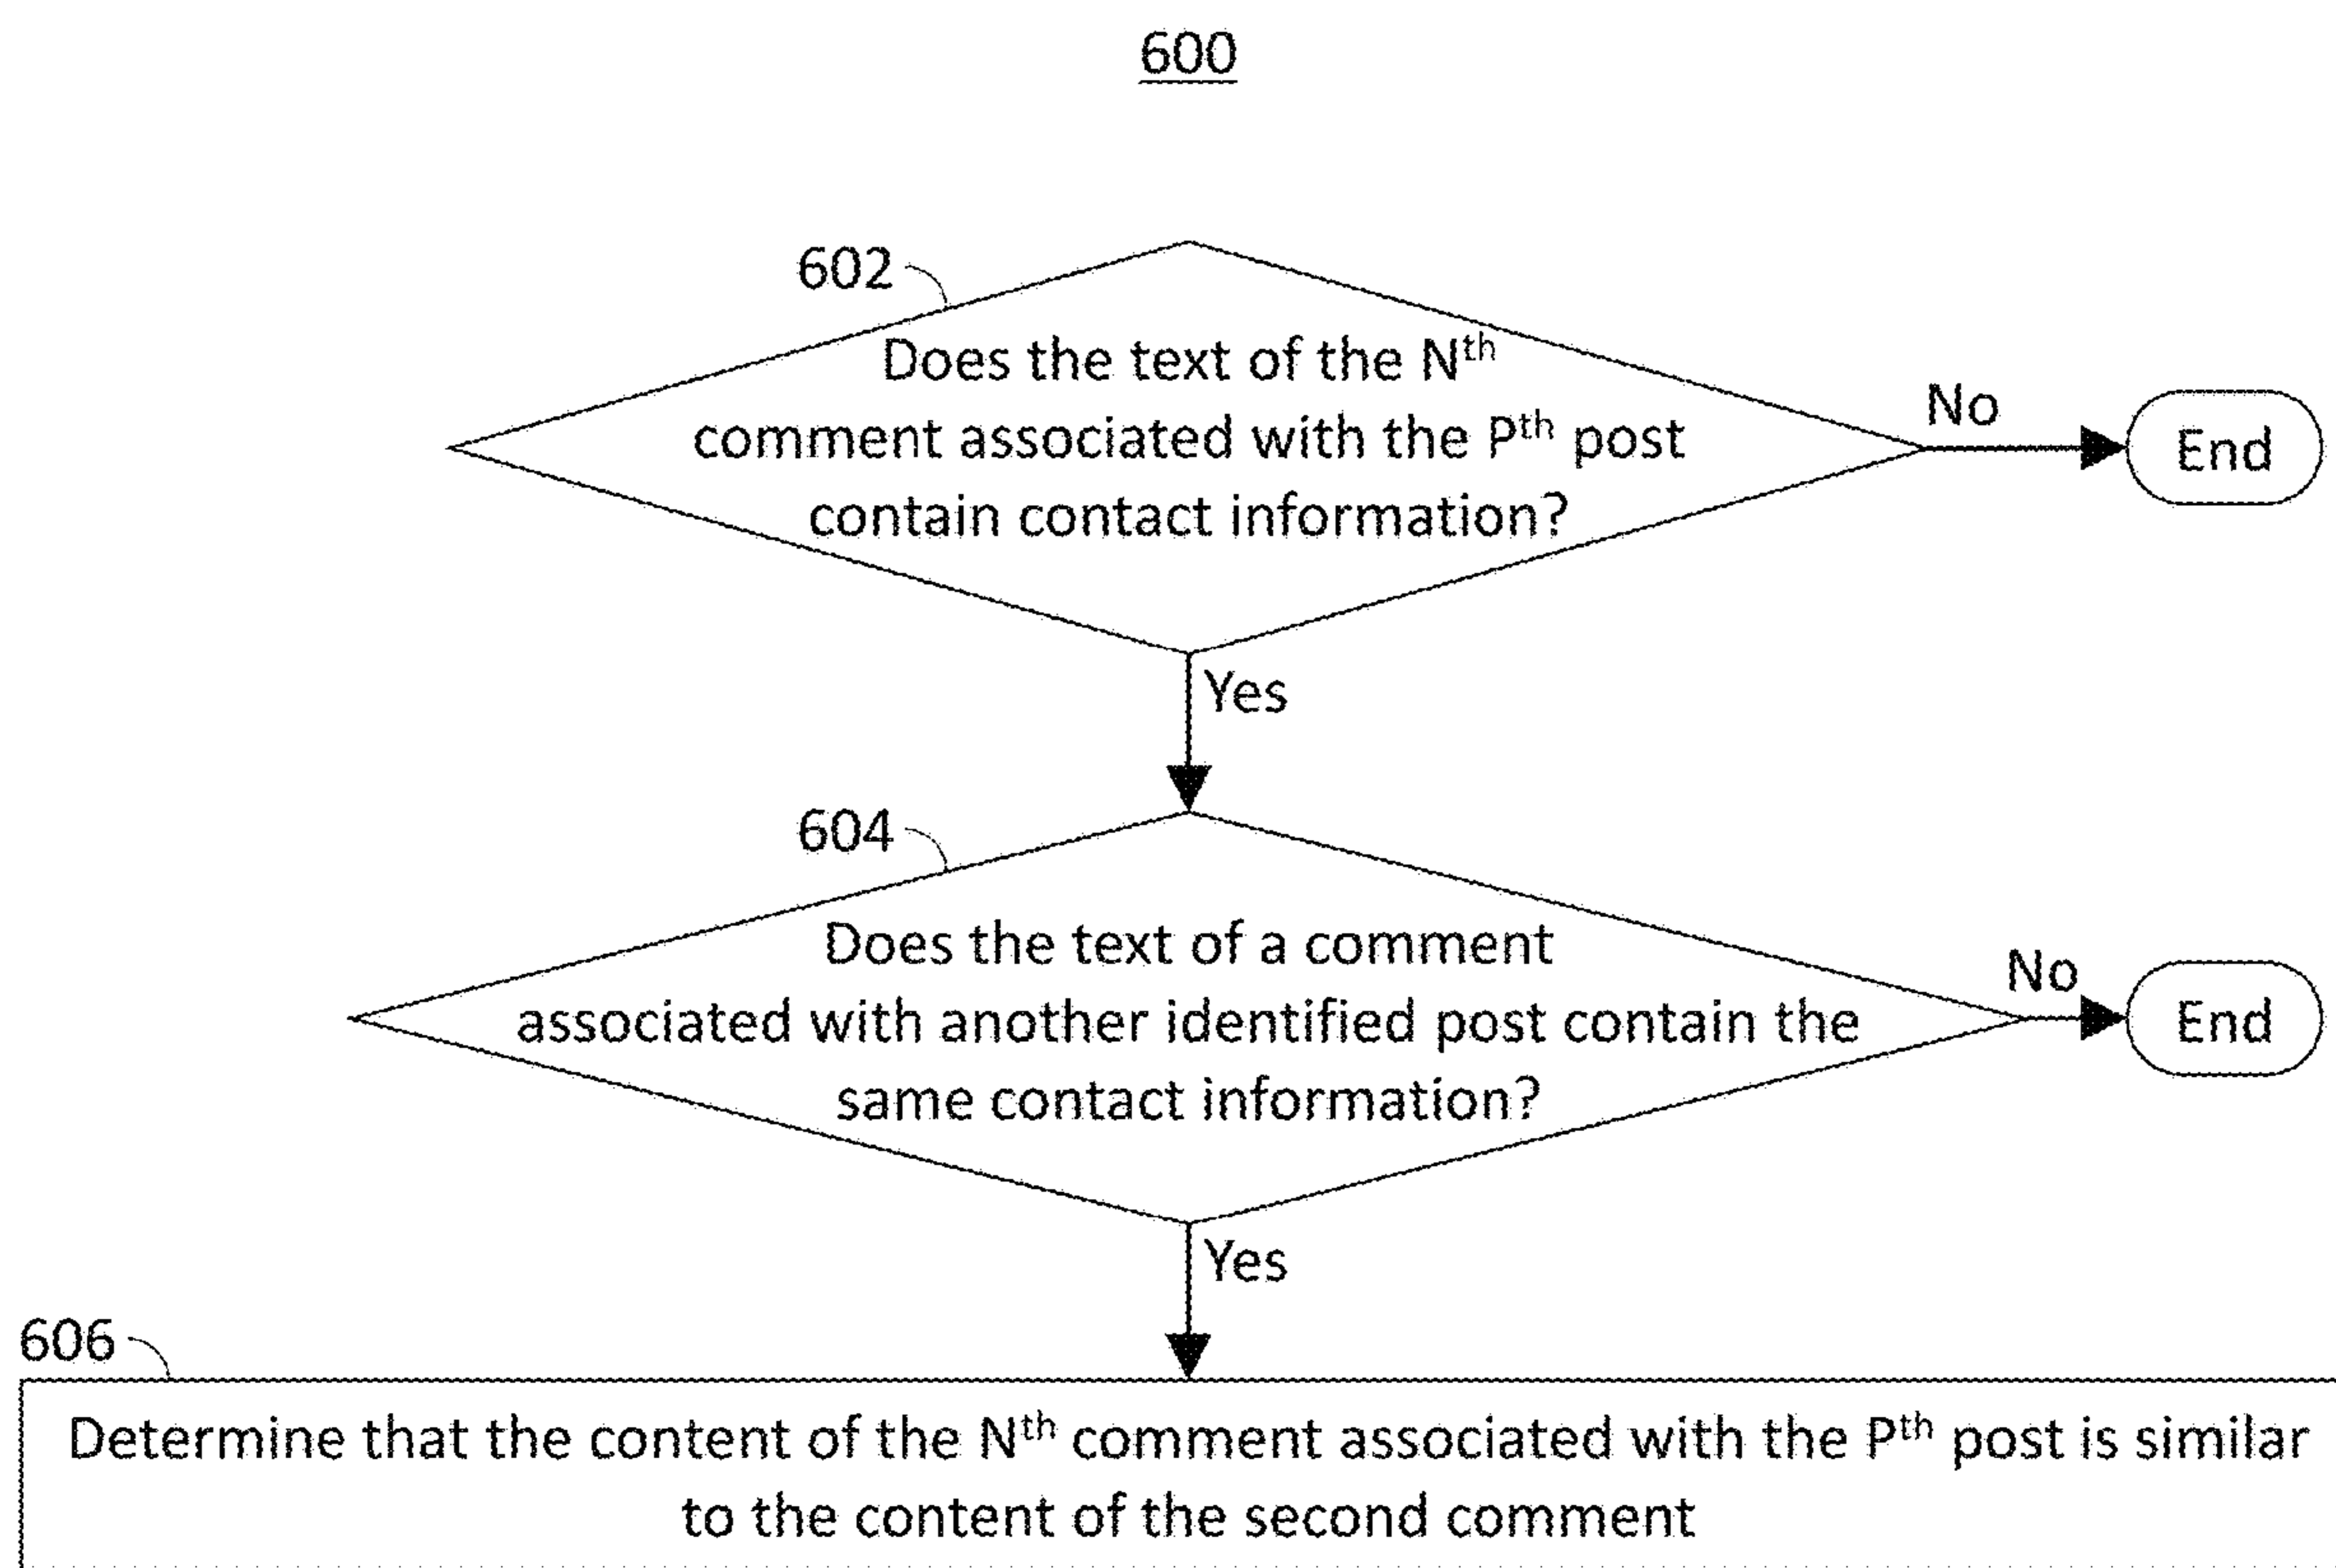 600
602
Does the text of the Nth
comment associated with the Pth post
contain contact information?
No
End
Yes
604
Does the text of a comment
associated with another identified post contain the
same contact information?
No
End
Yes
606
Determine that the content of the Nth comment associated with the Pth post is similar
to the content of the second comment